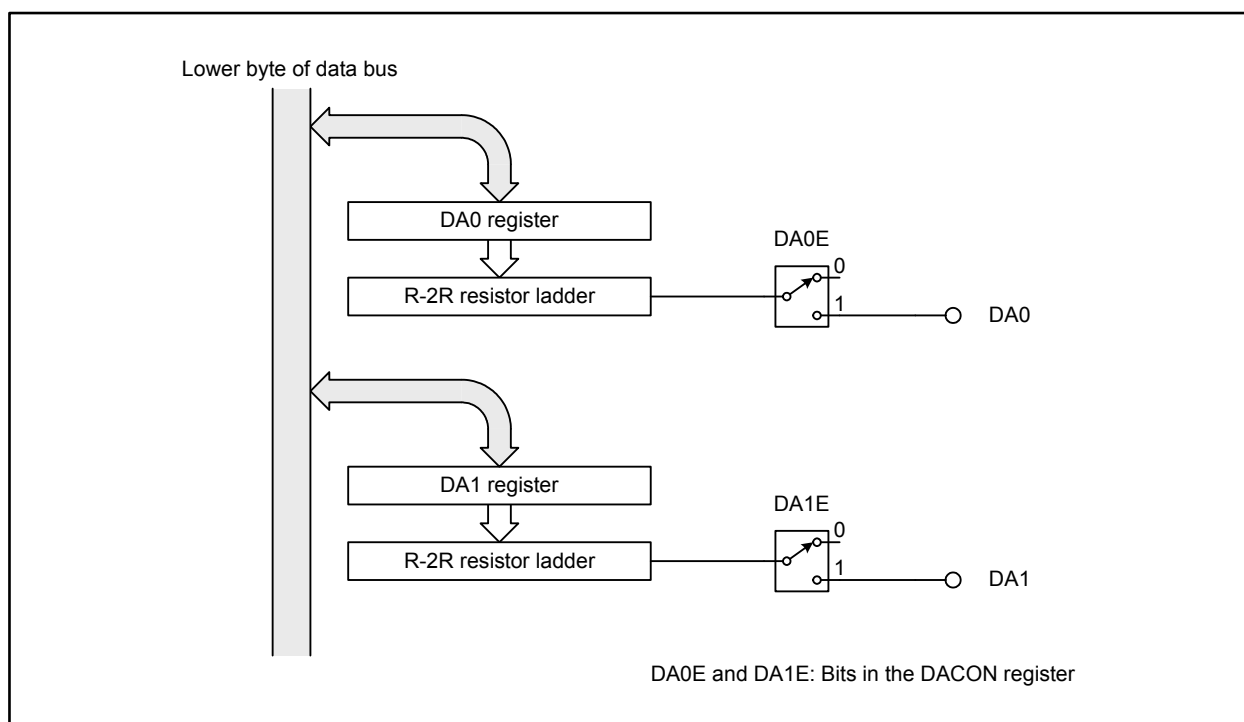 Lower byte of data bus
DA0 register
DA0E
R-2R resistor ladder
0
1
DA0
DA1 register
DA1E
R-2R resistor ladder
0
1
DA1
DA0E and DA1E: Bits in the DACON register